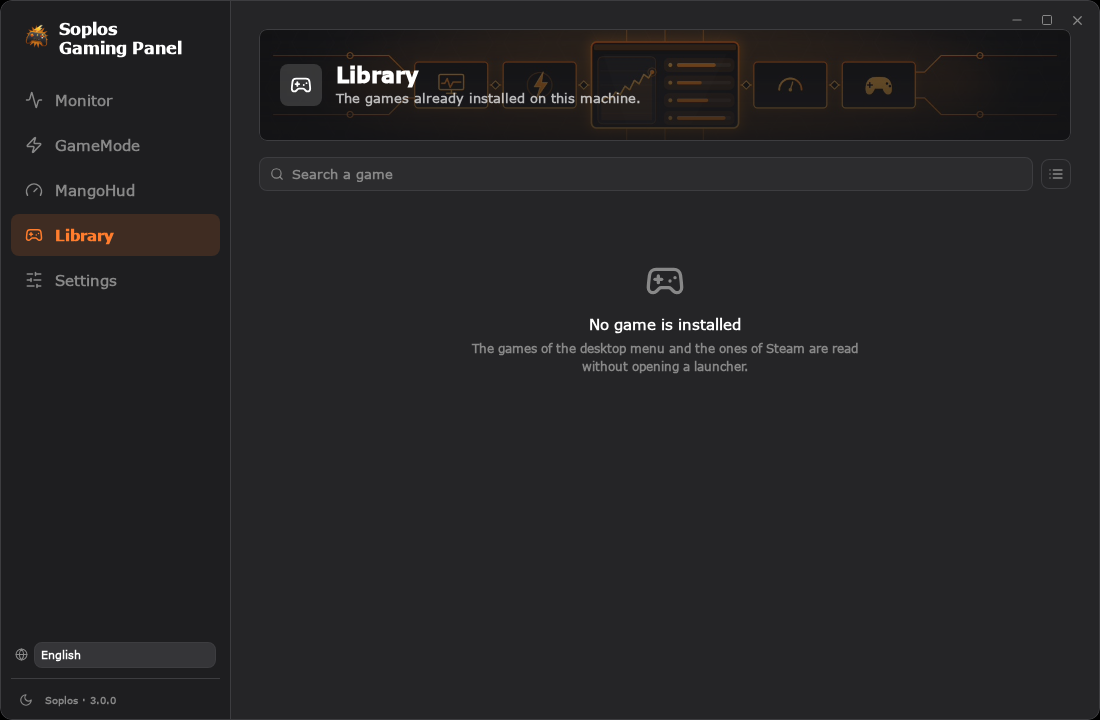 Soplos
Gaming Panel
Monitor
GameMode
MangoHud
Library
Settings
English
Soplos · 3.0.0
Library
The games already installed on this machine.
Search a game
No game is installed
The games of the desktop menu and the ones of Steam are read
without opening a launcher.